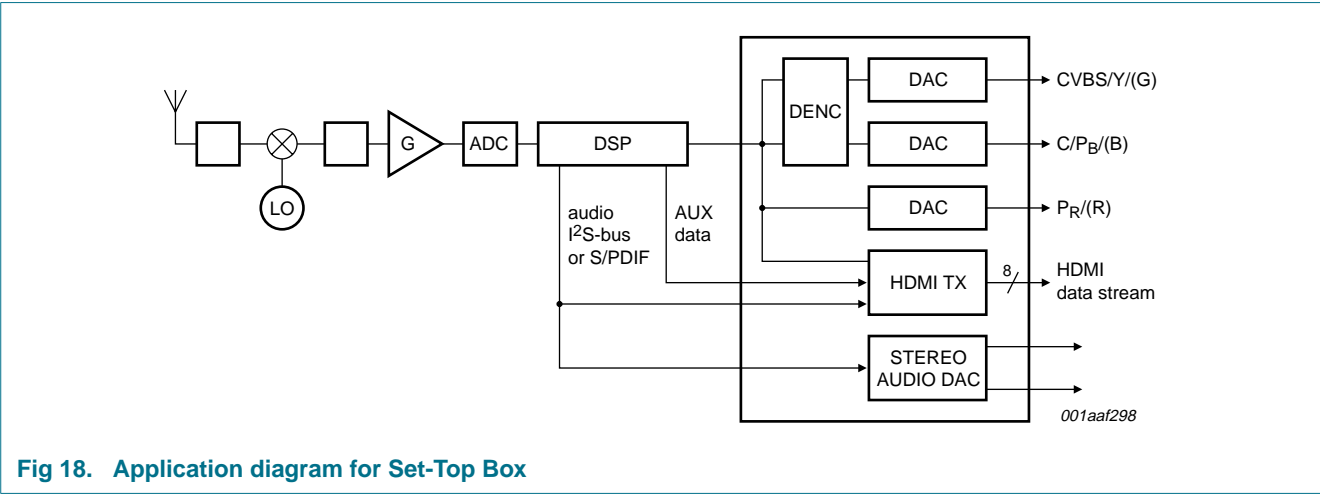 DAC
CVBS/Y/(G)
DENC
G
ADC
DSP
DAC
C/PB/(B)
LO
audio
I2S-bus
or S/PDIF
AUX
data
DAC
PR/(R)
HDMI TX
8
HDMI
data stream
STEREO
AUDIO DAC
001aaf298
Fig 18. Application diagram for Set-Top Box